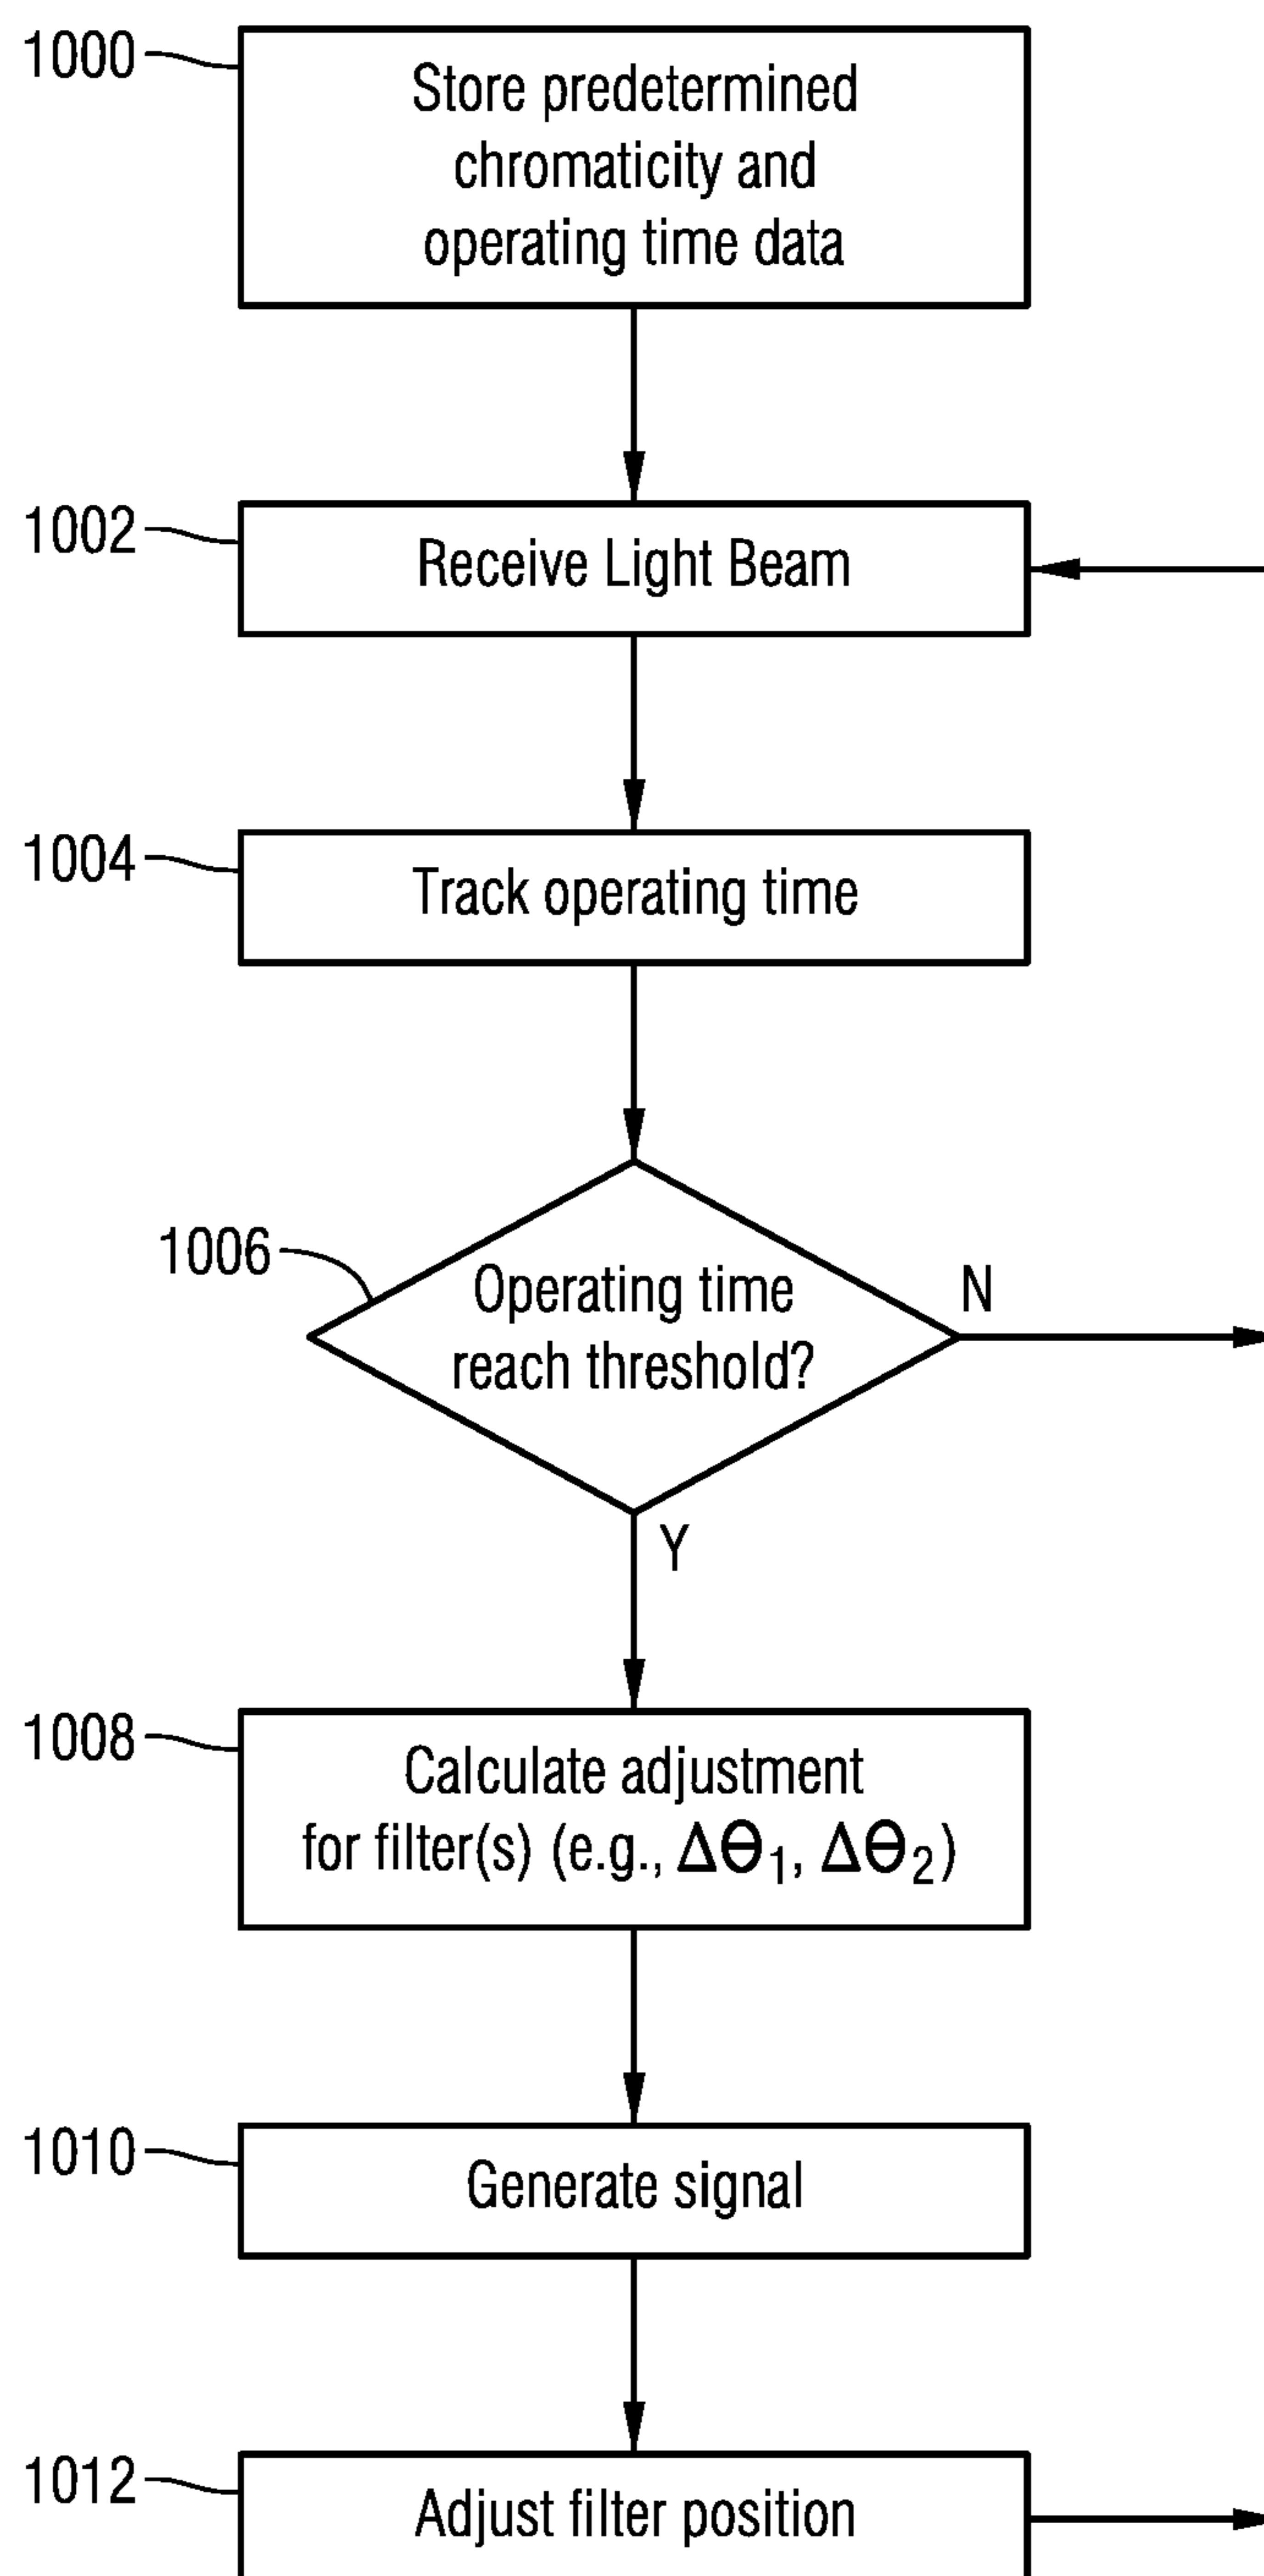 1000
Store predetermined
chromaticity and
operating time data
1002
Receive Light Beam
1004
Track operating time
1006
Operating time
reach threshold?
N
Y
1008
Calculate adjustment
for filter(s) (e.g., ΔΘ₁, ΔΘ₂)
1010
Generate signal
1012
Adjust filter position